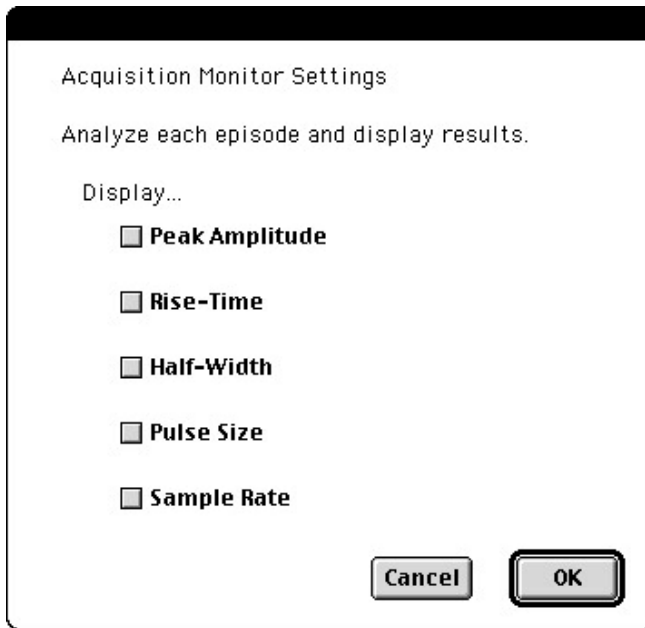 Acquisition Monitor Settings
Analyze each episode and display results.
Display...
Peak Amplitude
Rise-Time
Half-Width
Pulse Size
Sample Rate
Cancel OK